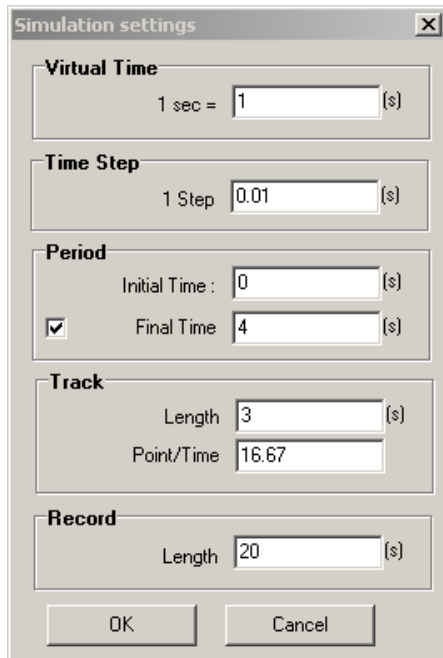 Simulation settings
Virtual Time
1 sec = 1 (s)
Time Step
1 Step 0.01 (s)
Period
Initial Time : 0 (s)
Final Time 4 (s)
Track
Length 3 (s)
Point/Time 16.67
Record
Length 20 (s)
OK Cancel